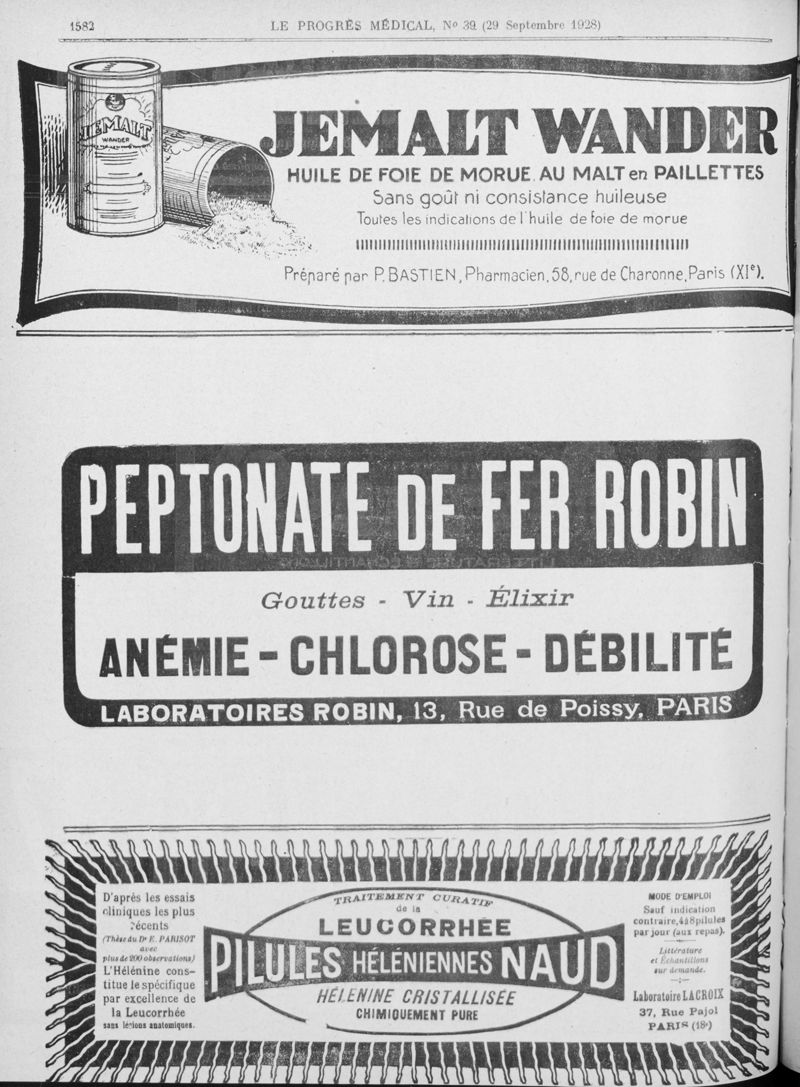 1582
LE PROGRÈS MÉDICAL, No 39 (29 Septembre 1928)
JEMALT
WANDER
JEMALT WANDER
HUILE DE FOIE DE MORUE AU MALT en PAILLETTES
Sans goût ni consistance huileuse
Toutes les indications de l'huile de foie de morue
Préparé par P. BASTIEN, Pharmacien, 58, rue de Charonne, Paris (XIe).
PEPTONATE DE FER ROBIN
Gouttes - Vin - Élixir
ANÉMIE - CHLOROSE - DÉBILITÉ
LABORATOIRES ROBIN, 13, Rue de Poissy, PARIS
D'après les essais
cliniques les plus
récents
(Thèse du Dr E. PARISOT
avec
plus de 200 observations)
L'Hélénine cons-
titue le spécifique
par excellence de
la Leucorrhée
sans lésions anatomiques.
TRAITEMENT CURATIF
de la
LEUCORRHÉE
PILULES HÉLÉNIENNES NAUD
HÉLÉNINE CRISTALLISÉE
CHIMIQUEMENT PURE
MODE D'EMPLOI
Sauf indication
contraire, 4 à 8 pilules
par jour (aux repas).
Littérature
et Échantillons
sur demande.
Laboratoire LACROIX
37, Rue Pajol
PARIS (18e)